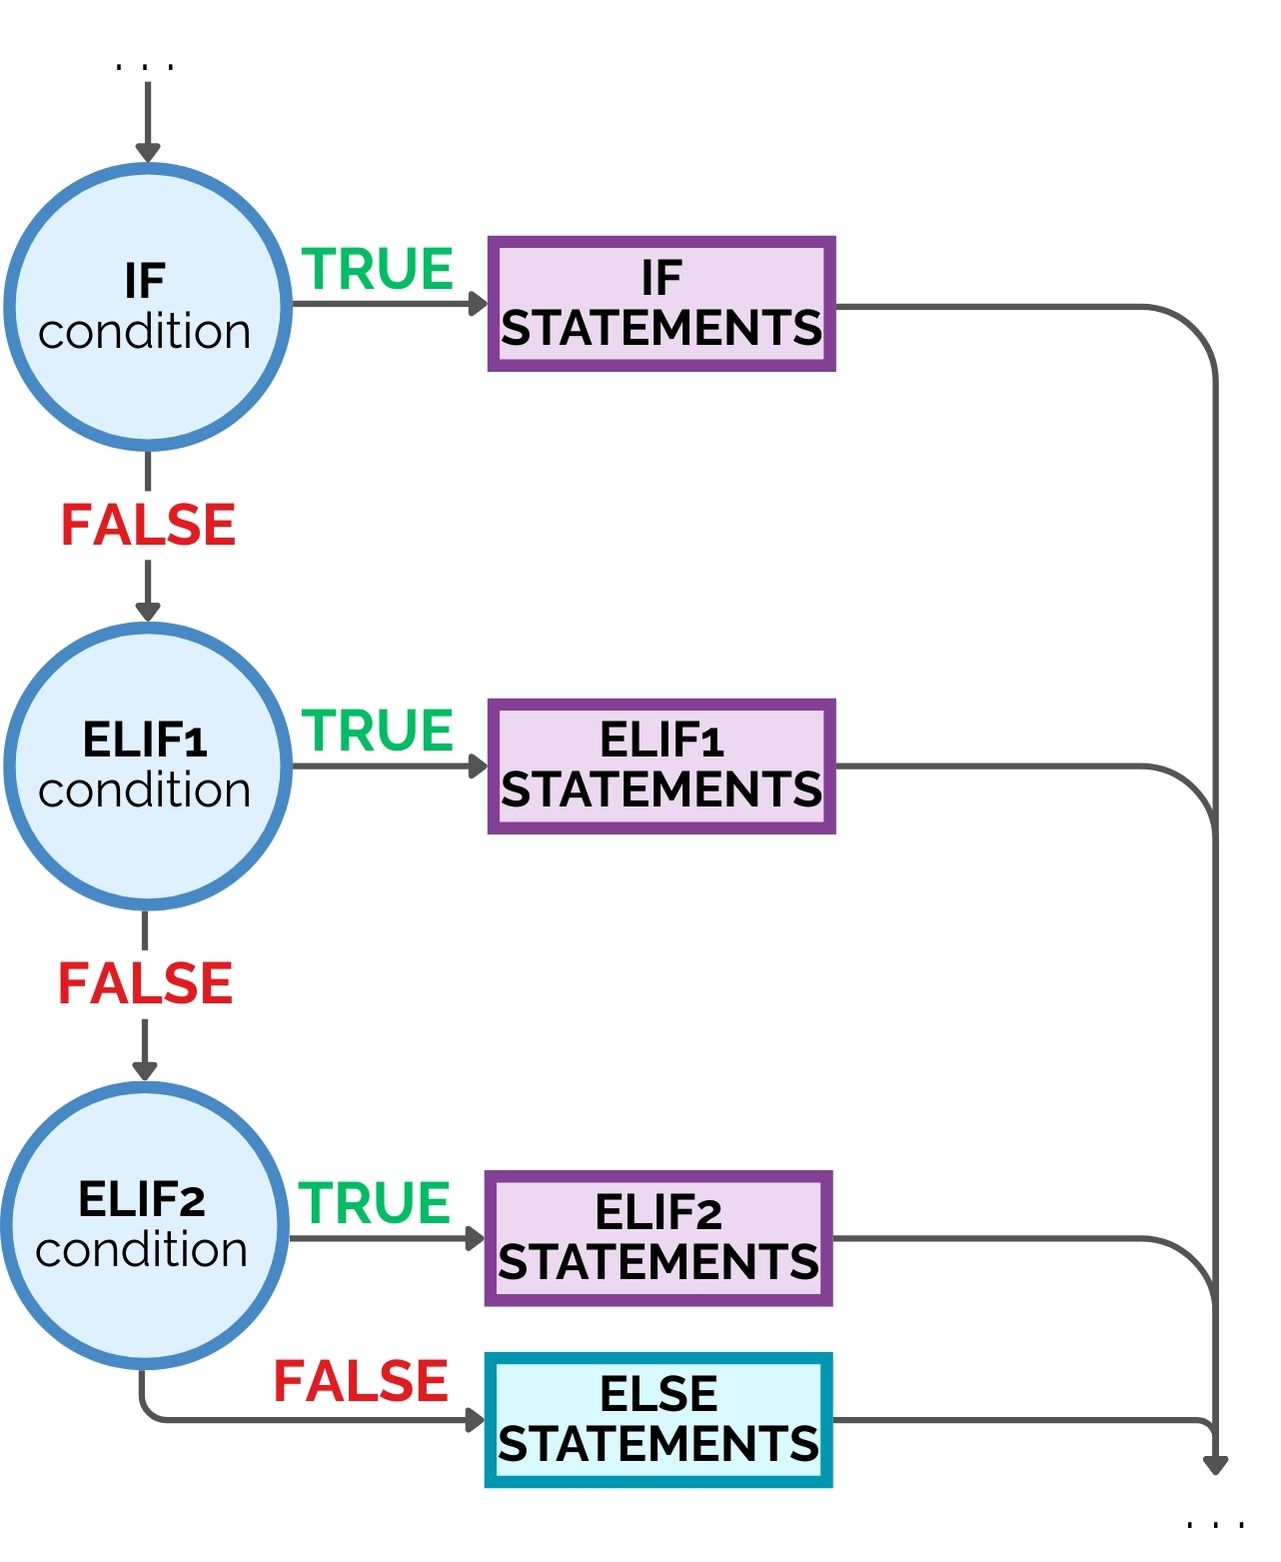 . . .
IF
condition
TRUE
IF
STATEMENTS
FALSE
ELIF1
condition
TRUE
ELIF1
STATEMENTS
FALSE
ELIF2
condition
TRUE
ELIF2
STATEMENTS
FALSE
ELSE
STATEMENTS
. . .